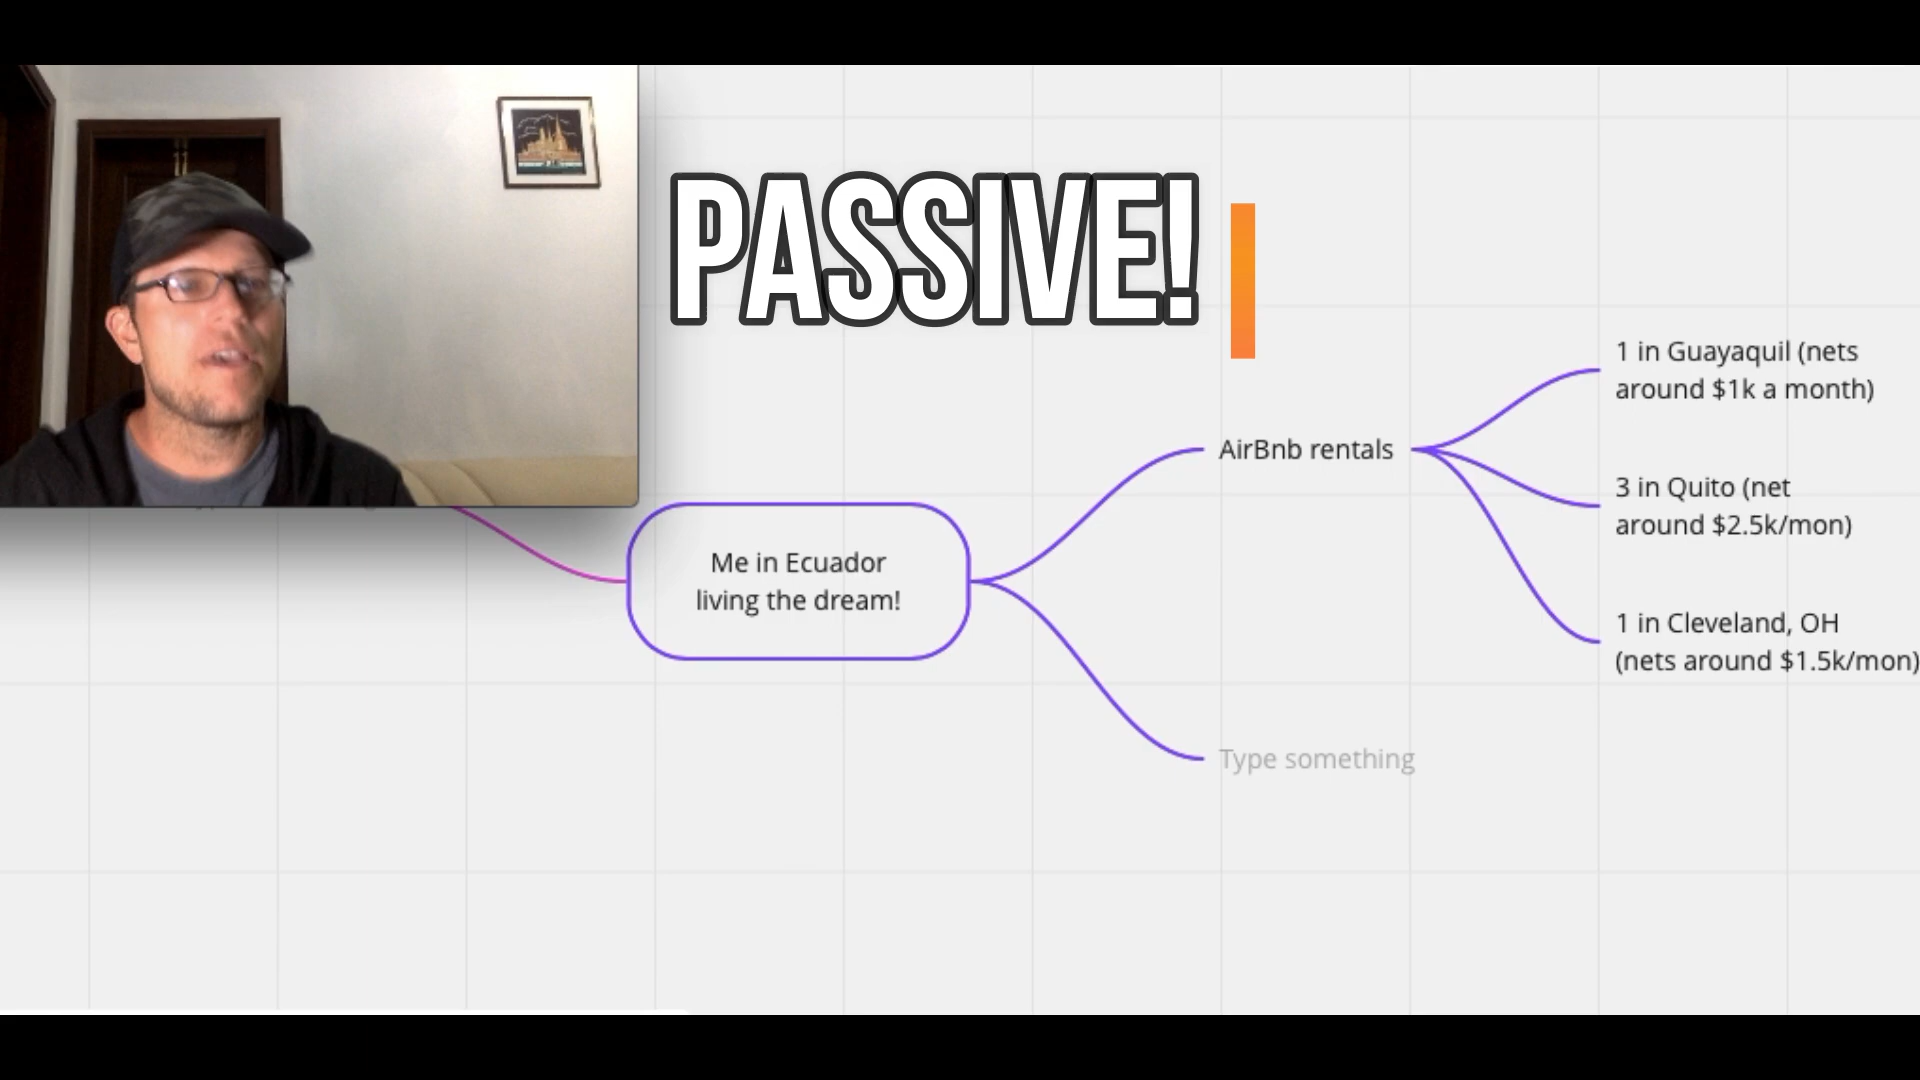 PASSIVE!
1 in Guayaquil (nets
around $1k a month)
AirBnb rentals
3 in Quito (net
around $2.5k/mon)
Me in Ecuador
living the dream!
1 in Cleveland, OH
(nets around $1.5k/mon)
Type something